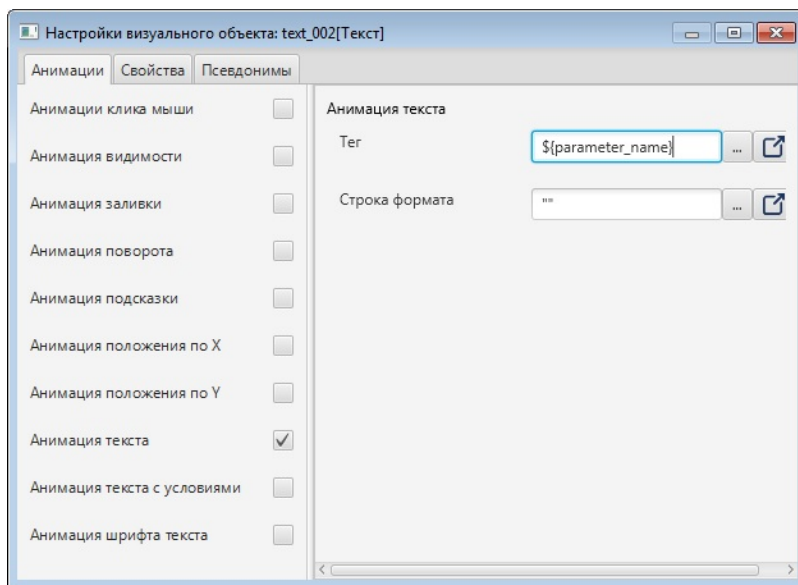 Настройки визуального объекта: text_002[Текст]
Анимации Свойства Псевдонимы
Анимации клика мыши
Анимация видимости
Анимация заливки
Анимация поворота
Анимация подсказки
Анимация положения по X
Анимация положения по Y
Анимация текста
Анимация текста с условиями
Анимация шрифта текста
Анимация текста
Тег ${parameter_name} ...
Строка формата "" ...